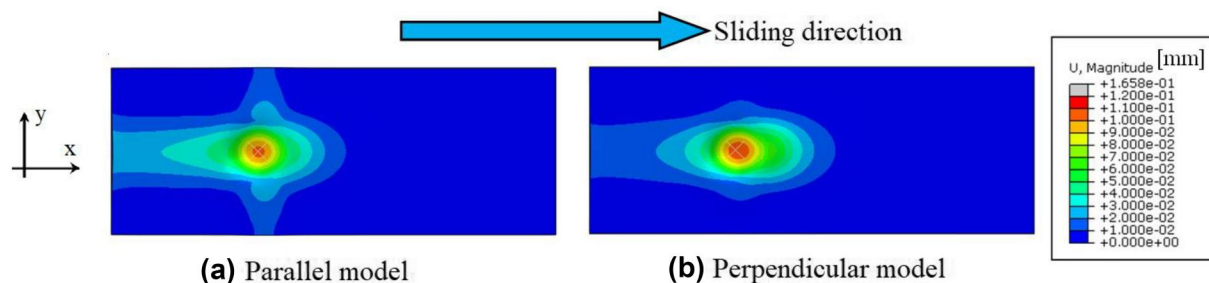 Sliding direction
[mm]
U, Magnitude
+1.658e-01
+1.200e-01
+1.100e-01
+1.000e-01
+9.000e-02
+8.000e-02
+7.000e-02
+6.000e-02
+5.000e-02
+4.000e-02
+3.000e-02
+2.000e-02
+1.000e-02
+0.000e+00
y
x
(a) Parallel model
(b) Perpendicular model